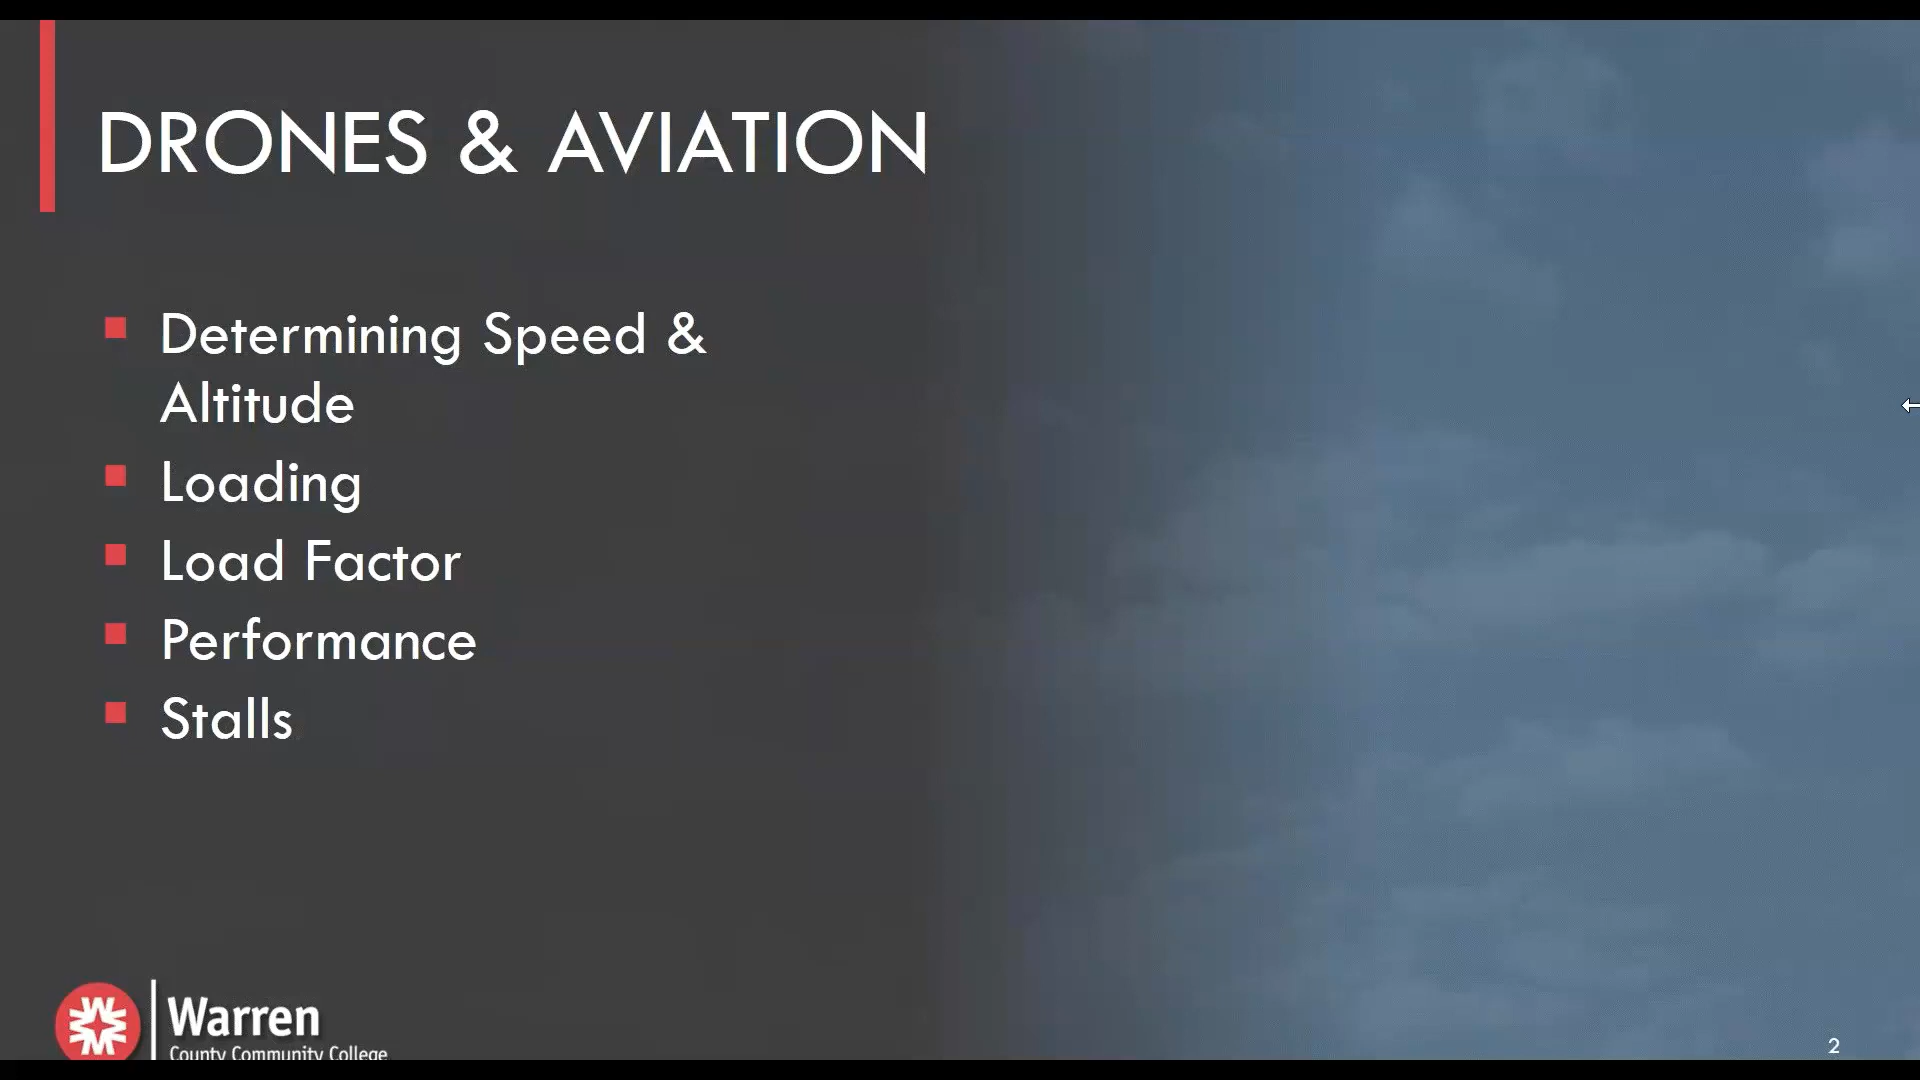 DRONES & AVIATION
Determining Speed &
Altitude
Loading
Load Factor
Performance
Stalls
Warren
County Community College
2